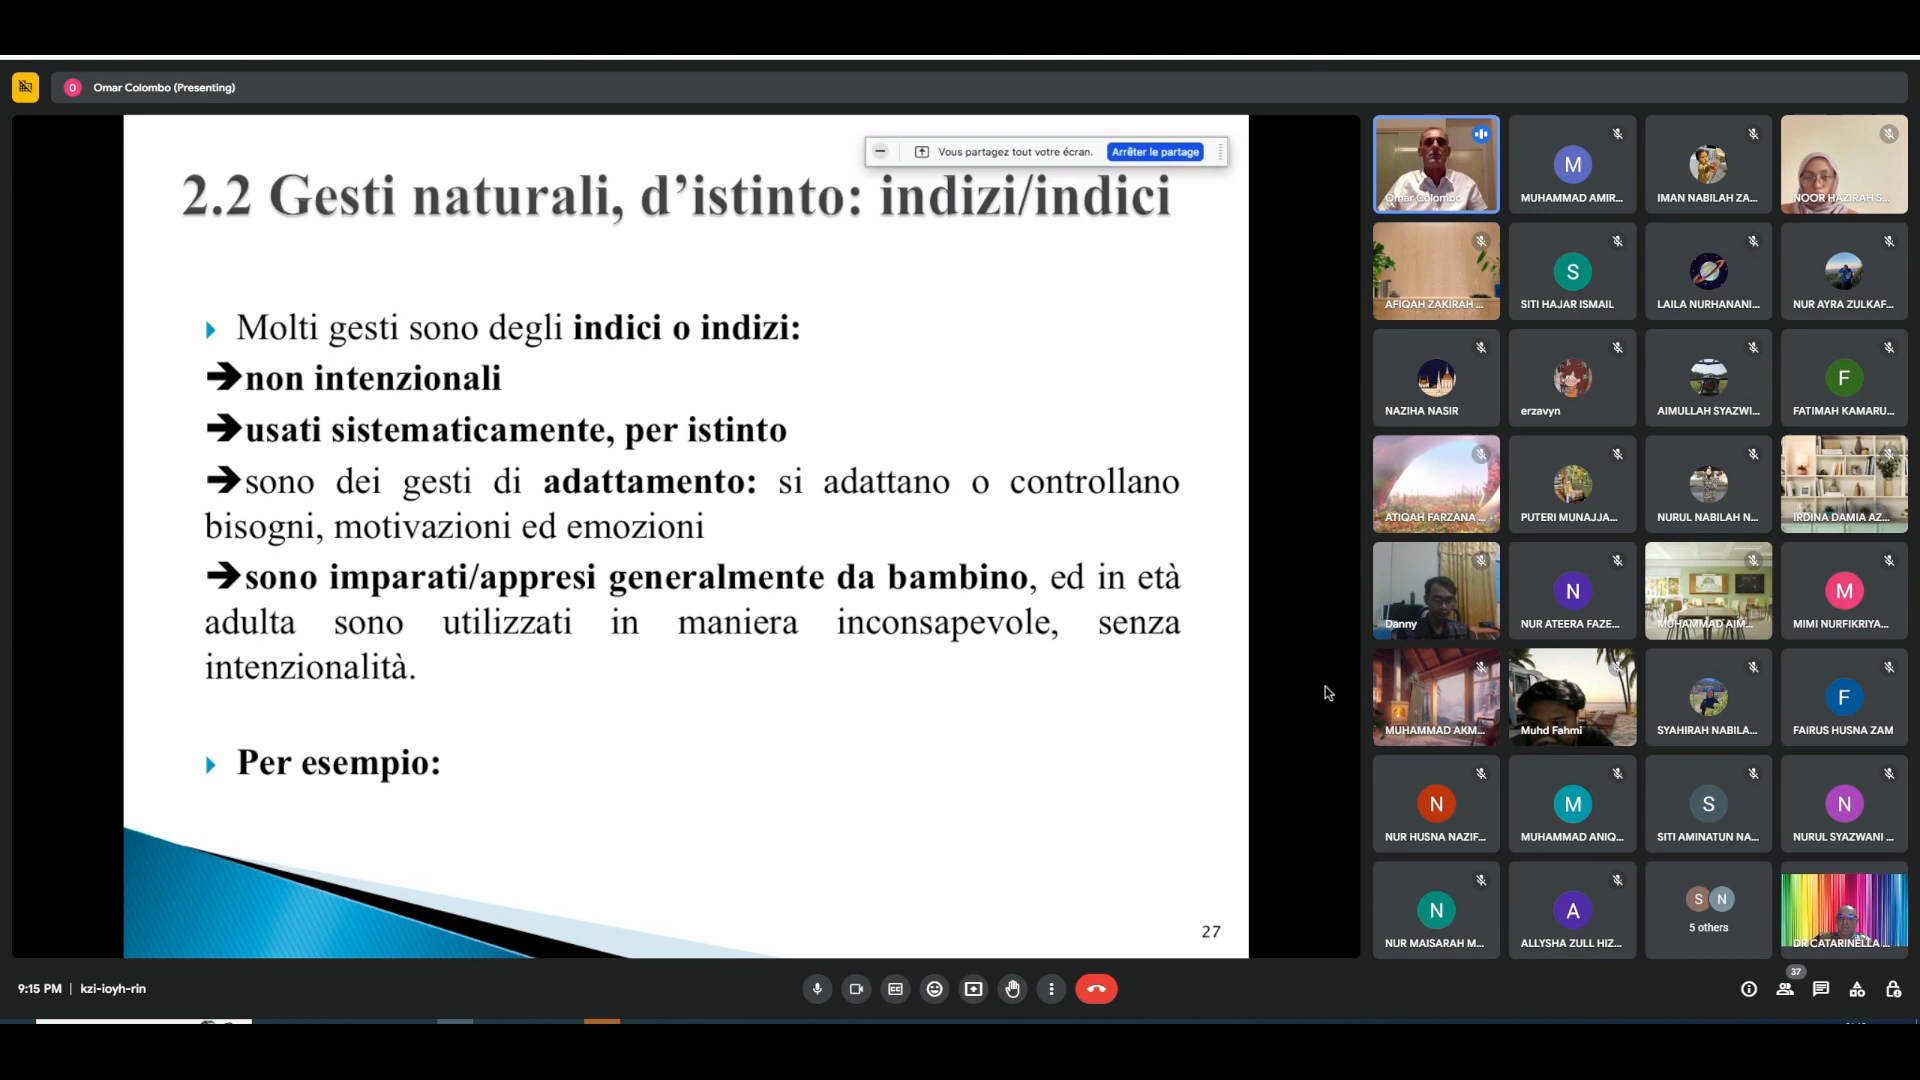 Omar Colombo (Presenting)
O
Vous partagez tout votre écran.
Arrêter le partage
2.2 Gesti naturali, d’istinto: indizi/indici
Molti gesti sono degli indici o indizi:
➔non intenzionali
➔usati sistematicamente, per istinto
➔sono dei gesti di adattamento: si adattano o controllano
bisogni, motivazioni ed emozioni
➔sono imparati/appresi generalmente da bambino, ed in età
adulta sono utilizzati in maniera inconsapevole, senza
intenzionalità.
Per esempio:
27
Omar Colombo
M
MUHAMMAD AMIR...
IMAN NABILAH ZA...
NOOR HAZIRAH S...
AFIQAH ZAKIRAH ...
S
SITI HAJAR ISMAIL
LAILA NURHANANI...
NUR AYRA ZULKAF...
NAZIHA NASIR
erzavyn
AIMULLAH SYAZWI...
F
FATIMAH KAMARU...
ATIQAH FARZANA ...
PUTERI MUNAJJA...
NURUL NABILAH N...
IRDINA DAMIA AZ...
Danny
N
NUR ATEERA FAZE...
MUHAMMAD AIM...
M
MIMI NURFIKRIYA...
MUHAMMAD AKM...
Muhd Fahmi
SYAHIRAH NABILA...
F
FAIRUS HUSNA ZAM
N
NUR HUSNA NAZIF...
M
MUHAMMAD ANIQ...
S
SITI AMINATUN NA...
N
NURUL SYAZWANI ...
N
NUR MAISARAH M...
A
ALLYSHA ZULL HIZ...
S N
5 others
DR CATARINELLA ...
9:15 PM | kzi-ioyh-rin
37